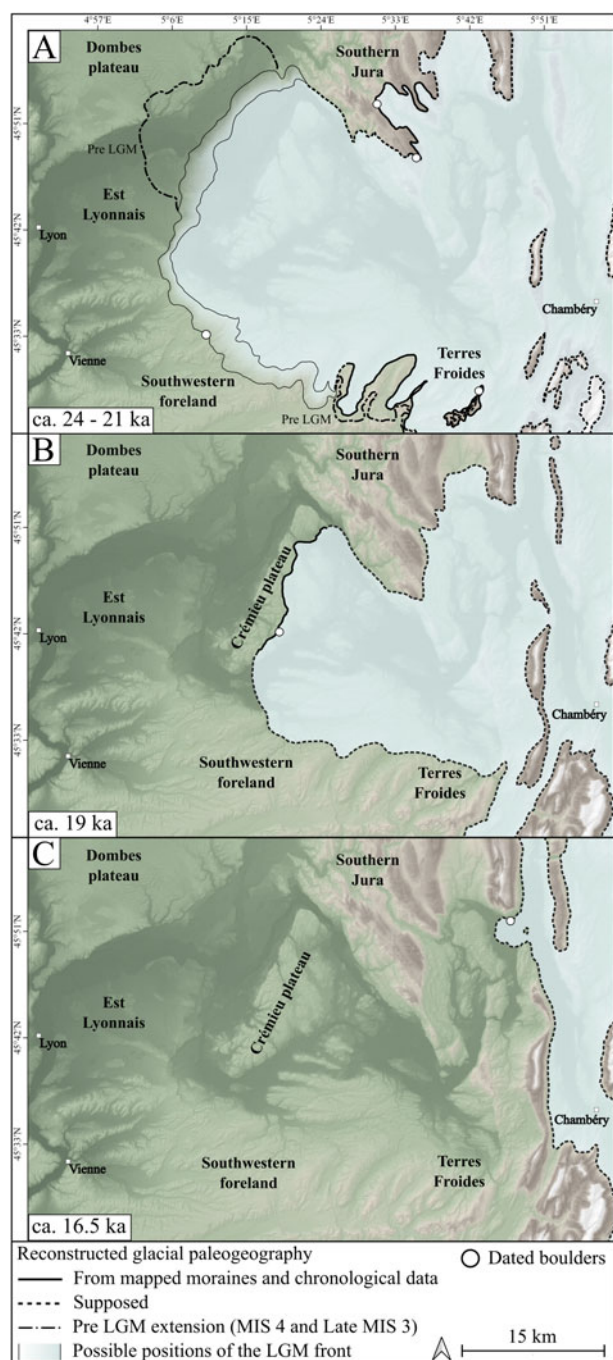 4°57'E 5°6'E 5°15'E 5°24'E 5°33'E 5°42'E 5°51'E
A
Dombes
plateau
Southern
Jura
45°51'N
Pre LGM
Est
Lyonnais
45°42'N
Lyon
Chambéry
45°33'N
Vienne
Terres
Froides
Southwestern
foreland
Pre LGM
ca. 24 - 21 ka
B
Dombes
plateau
Southern
Jura
45°51'N
Crémieu plateau
Est
Lyonnais
45°42'N
Lyon
Chambéry
45°33'N
Vienne
Southwestern
foreland
Terres
Froides
ca. 19 ka
C
Dombes
plateau
Southern
Jura
45°51'N
Crémieu plateau
Est
Lyonnais
45°42'N
Lyon
Chambéry
45°33'N
Vienne
Southwestern
foreland
Terres
Froides
ca. 16.5 ka
Reconstructed glacial paleogeography
Dated boulders
From mapped moraines and chronological data
Supposed
Pre LGM extension (MIS 4 and Late MIS 3)
Possible positions of the LGM front
15 km